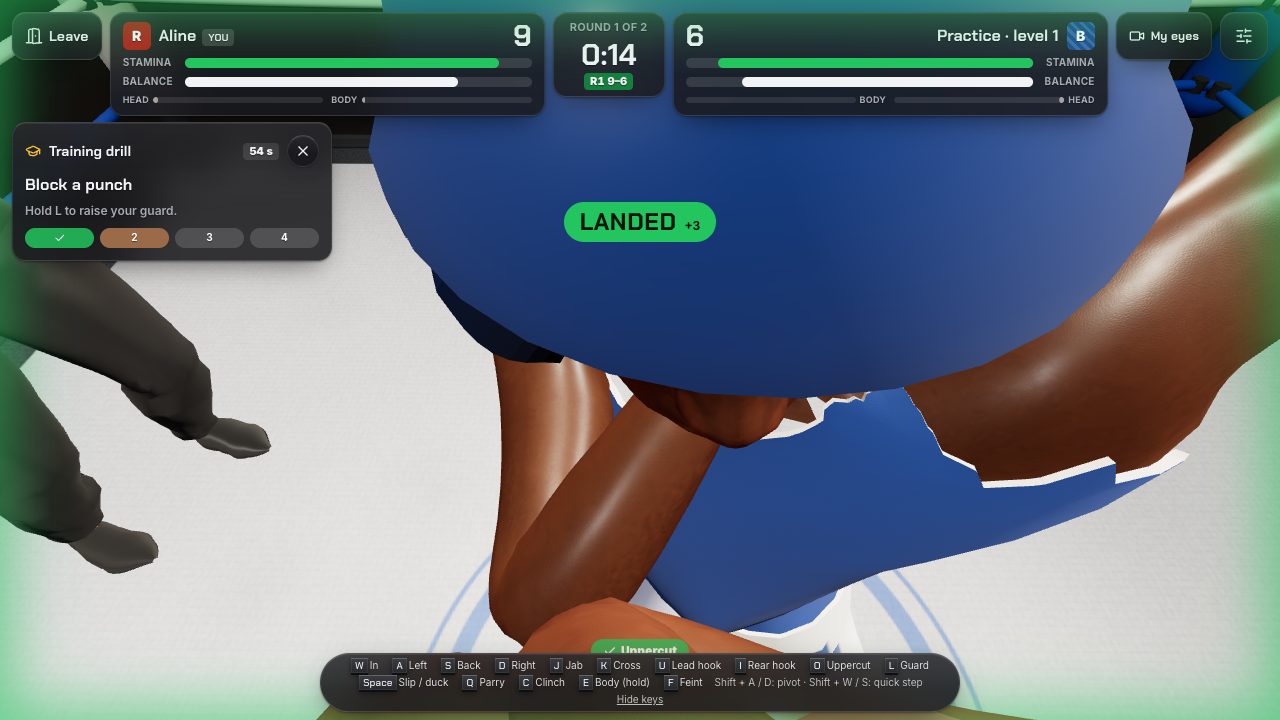 Leave
R Aline YOU 9
STAMINA
BALANCE
HEAD BODY
ROUND 1 OF 2
0:14
R1 9–6
6 Practice · level 1 B
STAMINA
BALANCE
BODY HEAD
My eyes
Training drill 54 s
Block a punch
Hold L to raise your guard.
2 3 4
LANDED +3
Uppercut
W In A Left S Back D Right J Jab K Cross U Lead hook I Rear hook O Uppercut L Guard
Space Slip / duck Q Parry C Clinch E Body (hold) F Feint Shift + A / D: pivot · Shift + W / S: quick step
Hide keys